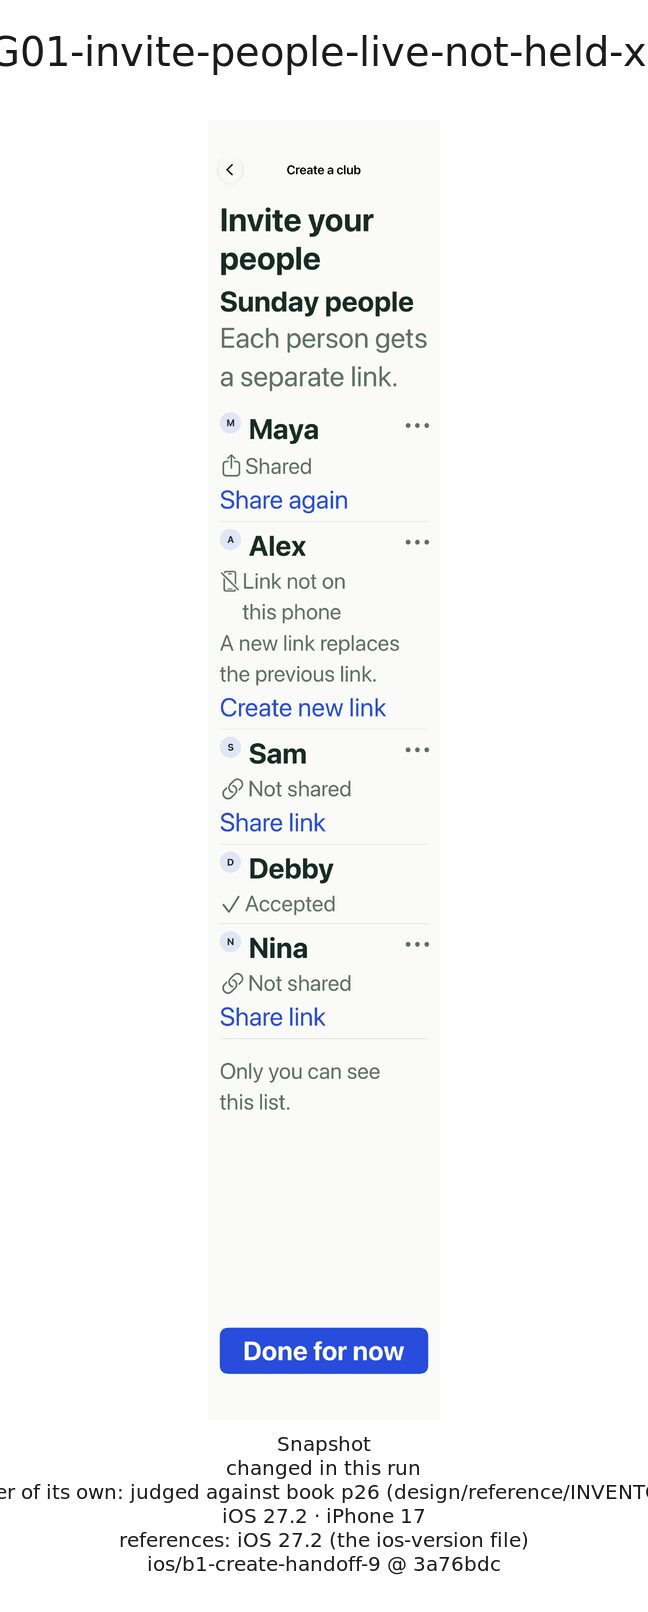 G01-invite-people-live-not-held-x
Create a club
Invite your
people
Sunday people
Each person gets
a separate link.
M Maya
Shared
Share again
A Alex
Link not on
this phone
A new link replaces
the previous link.
Create new link
S Sam
Not shared
Share link
D Debby
Accepted
N Nina
Not shared
Share link
Only you can see
this list.
Done for now
Snapshot
changed in this run
er of its own: judged against book p26 (design/reference/INVENTO
iOS 27.2 · iPhone 17
references: iOS 27.2 (the ios-version file)
ios/b1-create-handoff-9 @ 3a76bdc